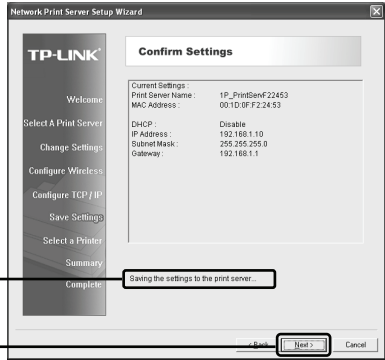 Network Print Server Setup Wizard
TP-LINK
Confirm Settings
Welcome
Select A Print Server
Change Settings
Configure Wireless
Configure TCP / IP
Save Settings
Select a Printer
Summary
Complete
Current Settings :
Print Server Name : 1P_PrintServF22453
MAC Address : 00:1D:0F:F2:24:53
DHCP : Disable
IP Address : 192.168.1.10
Subnet Mask : 255.255.255.0
Gateway : 192.168.1.1
Saving the settings to the print server...
< Back
Next >
Cancel